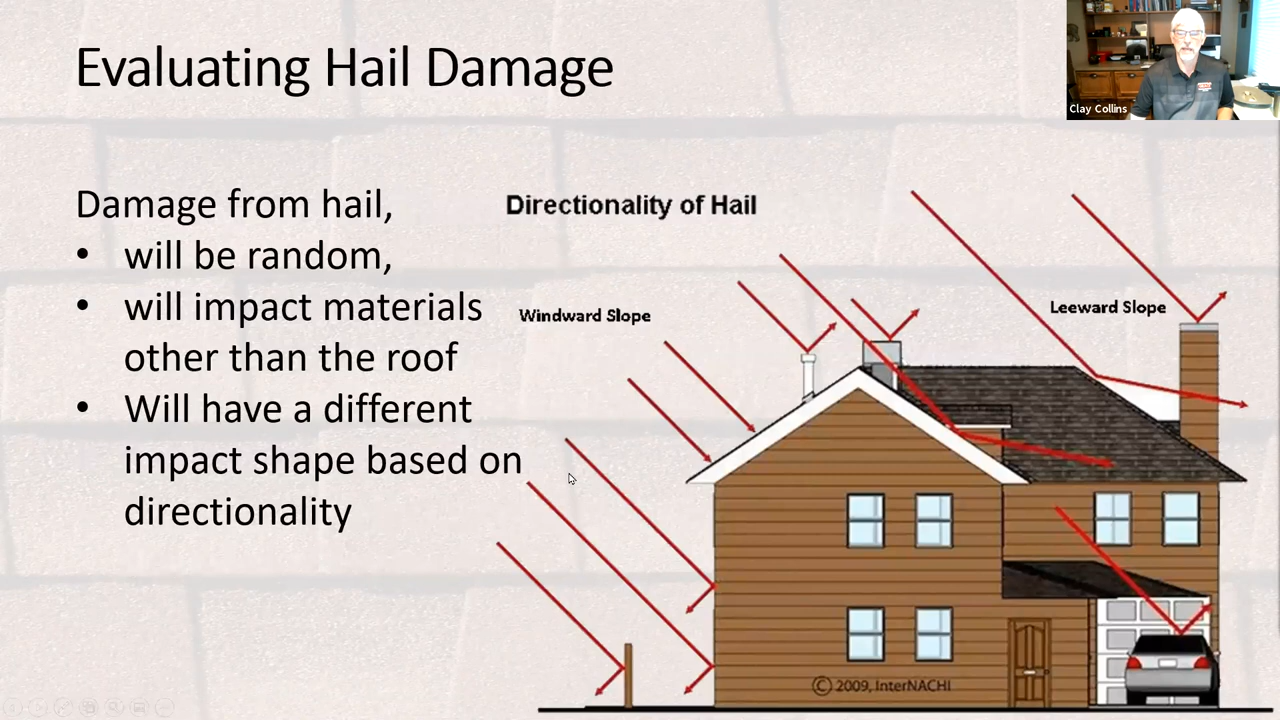 Evaluating Hail Damage
Clay Collins
Damage from hail,
• will be random,
• will impact materials
other than the roof
• Will have a different
impact shape based on
directionality
Directionality of Hail
Windward Slope
Leeward Slope
© 2009, InterNACHI